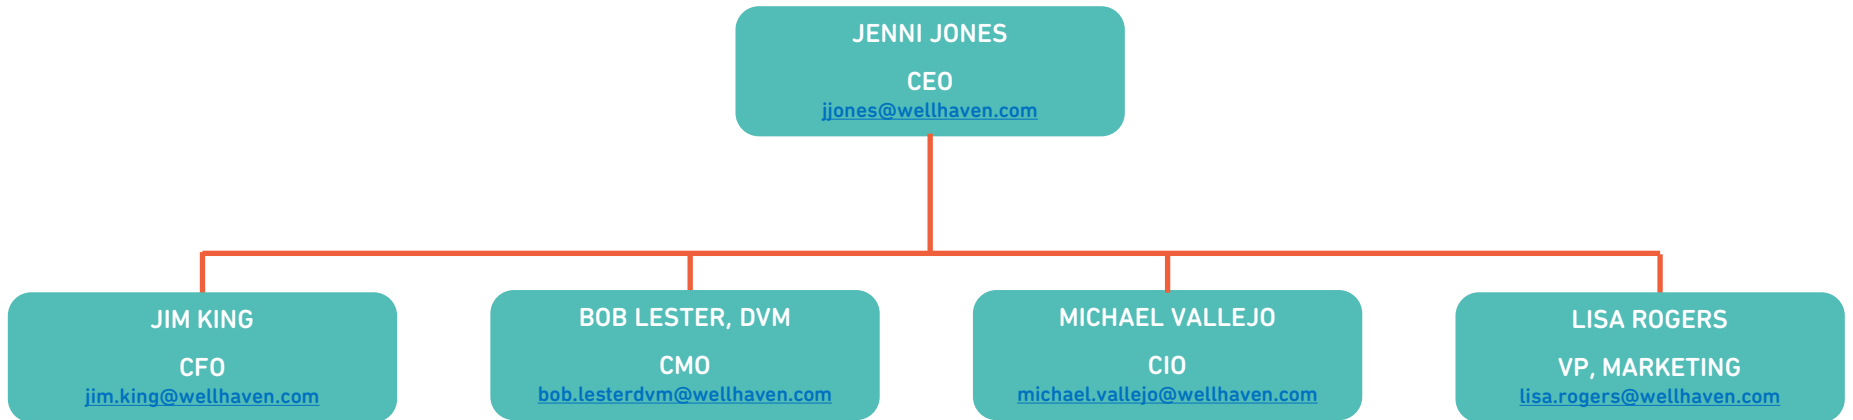 JENNI JONES
CEO
jjones@wellhaven.com
JIM KING
CFO
jim.king@wellhaven.com
BOB LESTER, DVM
CMO
bob.lesterdvm@wellhaven.com
MICHAEL VALLEJO
CIO
michael.vallejo@wellhaven.com
LISA ROGERS
VP, MARKETING
lisa.rogers@wellhaven.com